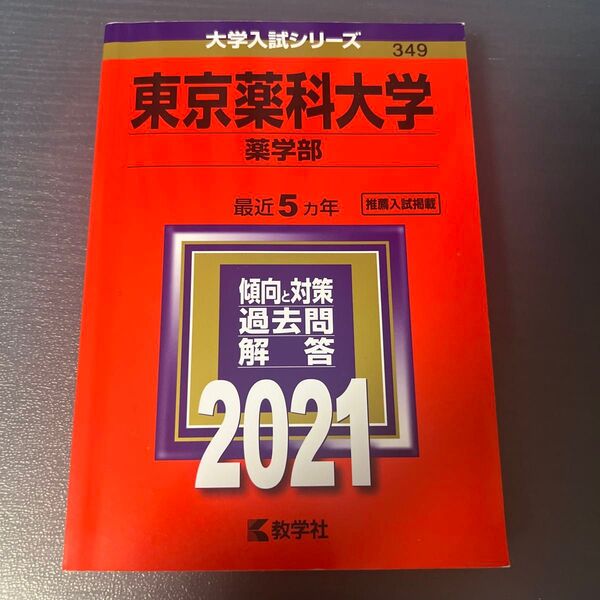 大学入試シリーズ
349
東京薬科大学
薬学部
最近5ヵ年 推薦入試掲載
傾向と対策
過去問
解答
2021
教学社